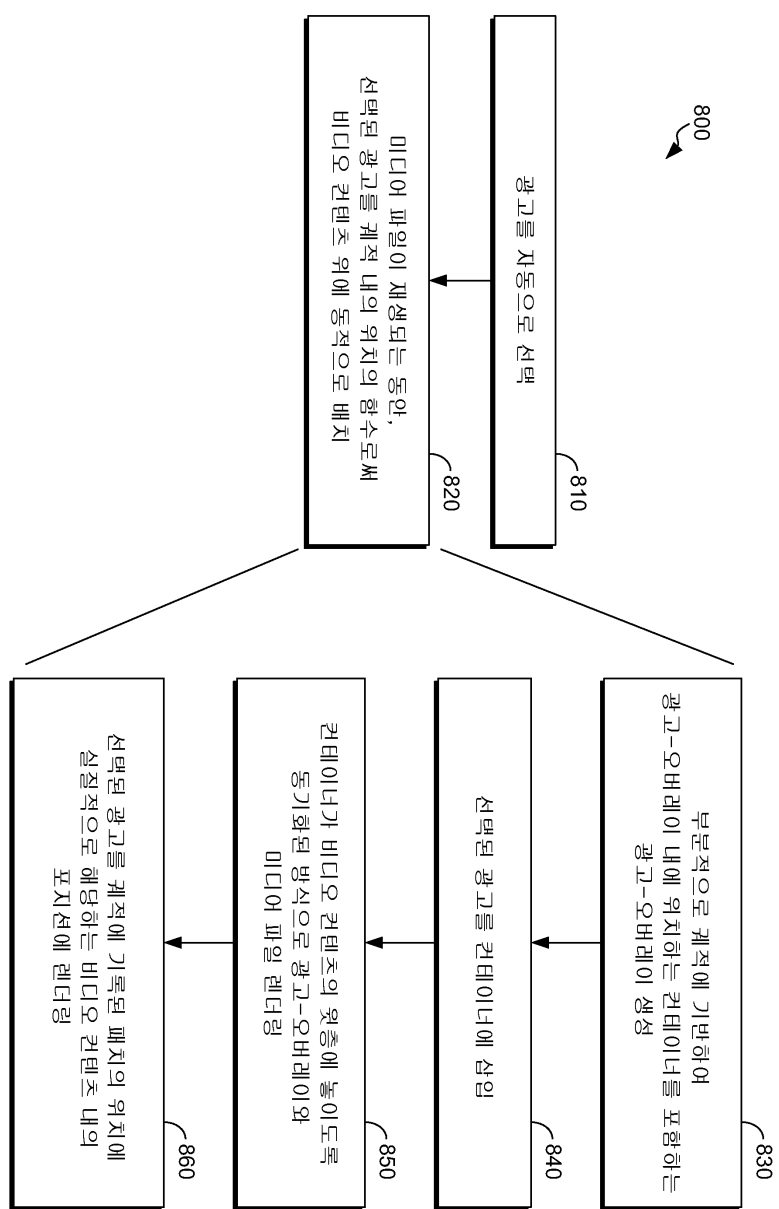 800
광고를 자동으로 선택
810
미디어 파일이 재생되는 동안,
선택된 광고를 궤적 내의 위치의 함수로써
비디오 컨텐츠 위에 동적으로 배치
820
부분적으로 궤적에 기반하여
광고-오버레이 내에 위치하는 컨테이너를 포함하는
광고-오버레이 생성
830
선택된 광고를 컨테이너에 삽입
840
컨테이너가 비디오 컨텐츠의 윗층에 놓이도록
동기화된 방식으로 광고-오버레이와
미디어 파일 렌더링
850
선택된 광고를 궤적에 기록된 패치의 위치에
실질적으로 해당하는 비디오 컨텐츠 내의
포지션에 렌더링
860